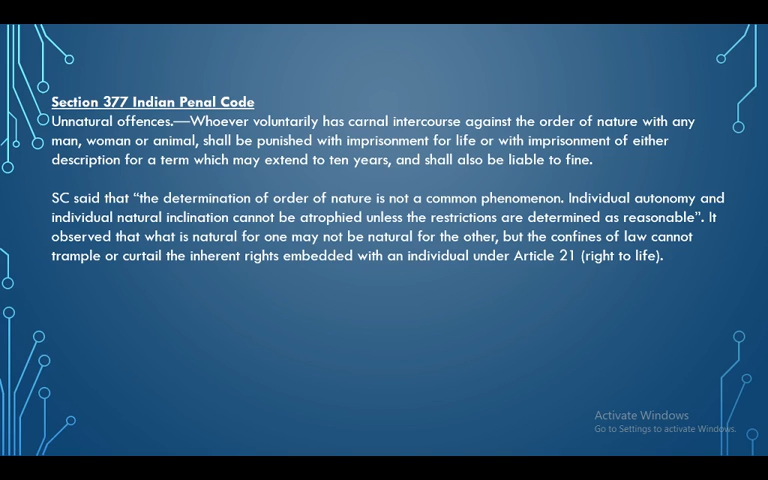 Section 377 Indian Penal Code
Unnatural offences.—Whoever voluntarily has carnal intercourse against the order of nature with any
man, woman or animal, shall be punished with imprisonment for life or with imprisonment of either
description for a term which may extend to ten years, and shall also be liable to fine.
SC said that “the determination of order of nature is not a common phenomenon. Individual autonomy and
individual natural inclination cannot be atrophied unless the restrictions are determined as reasonable”. It
observed that what is natural for one may not be natural for the other, but the confines of law cannot
trample or curtail the inherent rights embedded with an individual under Article 21 (right to life).
Activate Windows
Go to Settings to activate Windows.